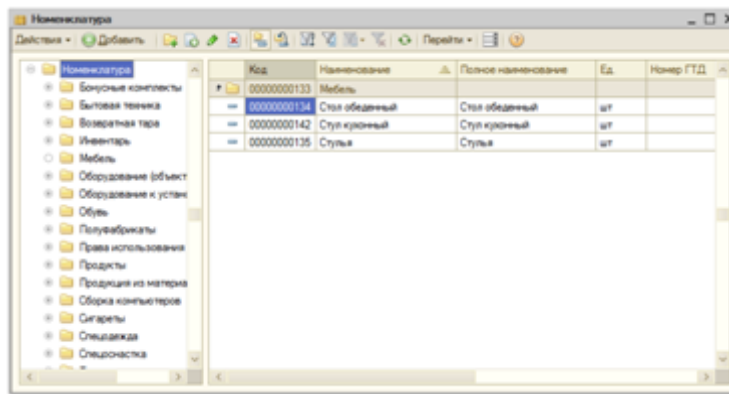 Номенклатура
Действия Добавить Перейти
Номенклатура
Бонусные комплекты
Бытовая техника
Возвратная тара
Инвентарь
Мебель
Оборудование (объект
Оборудование к устано
Обувь
Полуфабрикаты
Права использования
Продукты
Продукция из материа
Сборка компьютеров
Сигареты
Спецодежда
Спецоснастка
Код Наименование Полное наименование Ед. Номер ГТД
00000000133 Мебель
00000000134 Стол обеденный Стол обеденный шт
00000000142 Стул кухонный Стул кухонный шт
00000000135 Стулья Стулья шт